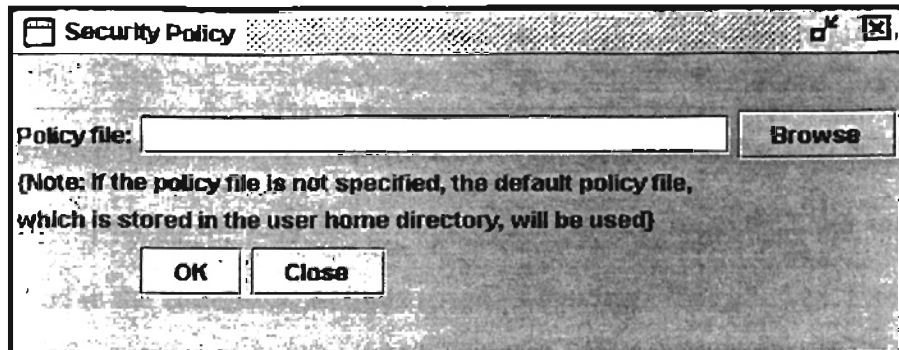 Security Policy
Policy file:
Browse
{Note: If the policy file is not specified, the default policy file,
which is stored in the user home directory, will be used}
OK
Close